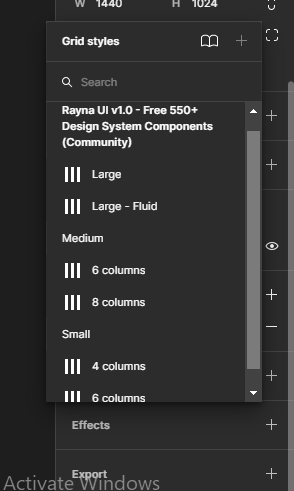 W 1440 H 1024
Grid styles
Search
Rayna UI v1.0 - Free 550+
Design System Components
(Community)
Large
Large - Fluid
Medium
6 columns
8 columns
Small
4 columns
6 columns
Effects
Export
Activate Windows